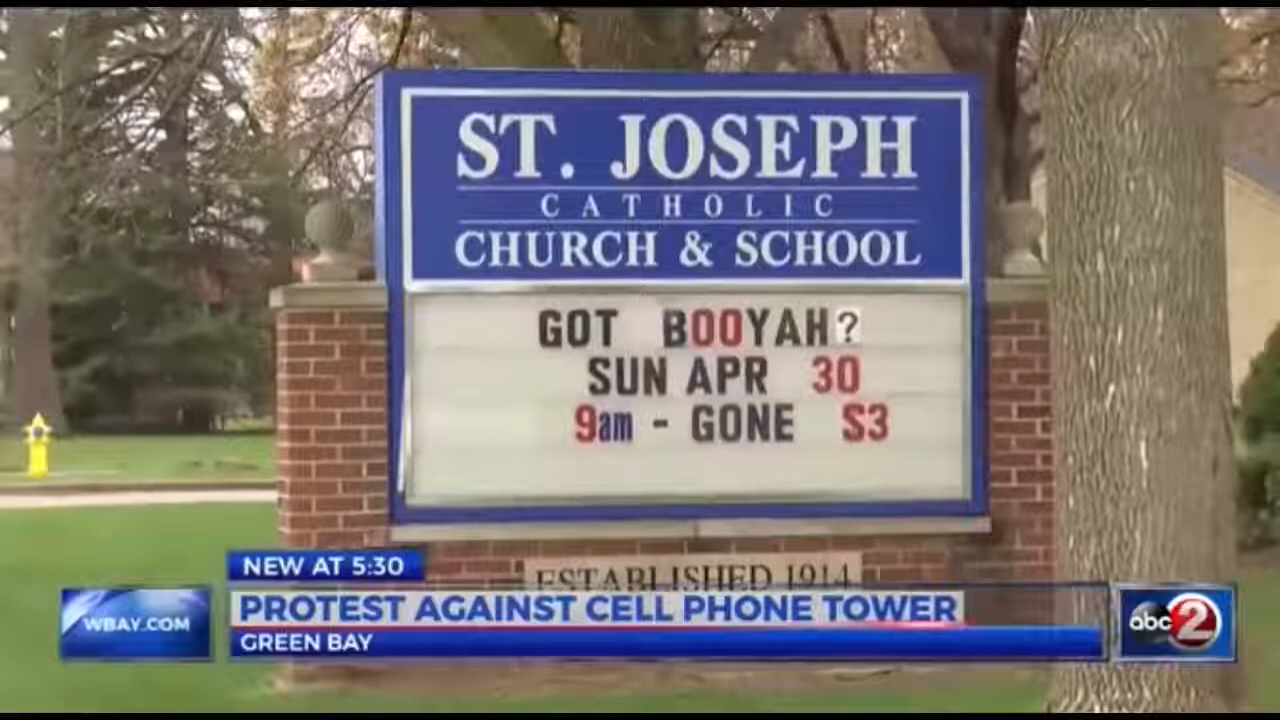 ST. JOSEPH
CATHOLIC
CHURCH & SCHOOL
GOT BOOYAH?
SUN APR 30
9am - GONE S3
ESTABLISHED 1914
NEW AT 5:30
PROTEST AGAINST CELL PHONE TOWER
GREEN BAY
WBAY.COM
abc 2